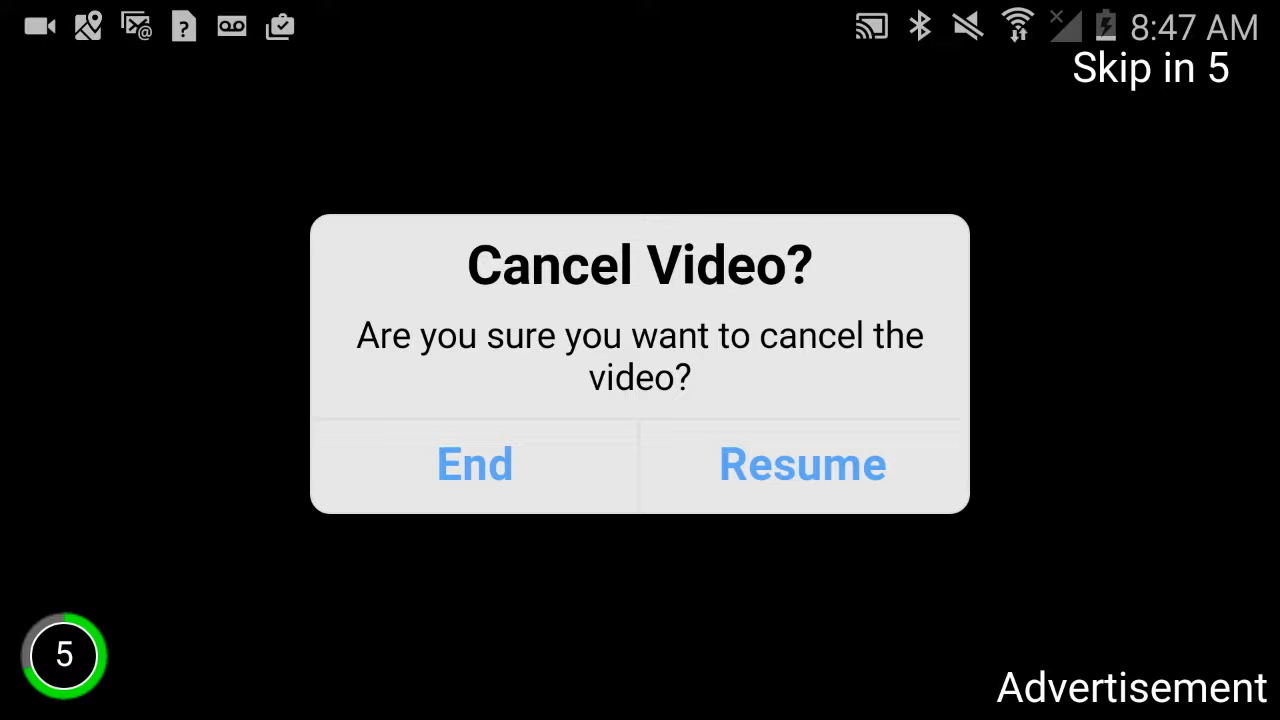 8:47 AM
Skip in 5
Cancel Video?
Are you sure you want to cancel the
video?
End
Resume
5
Advertisement